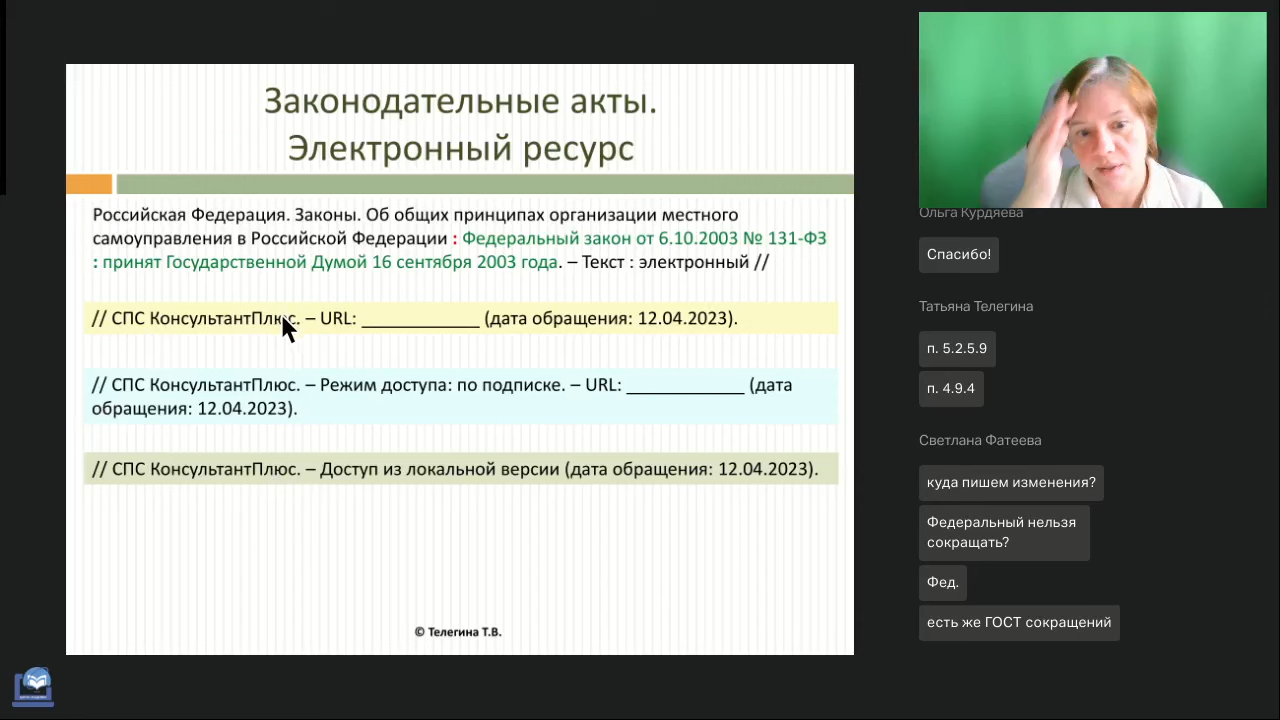 Законодательные акты.
Электронный ресурс
Российская Федерация. Законы. Об общих принципах организации местного
самоуправления в Российской Федерации : Федеральный закон от 6.10.2003 № 131-ФЗ
: принят Государственной Думой 16 сентября 2003 года. – Текст : электронный //
// СПС КонсультантПлюс. – URL: ____________ (дата обращения: 12.04.2023).
// СПС КонсультантПлюс. – Режим доступа: по подписке. – URL: ____________ (дата
обращения: 12.04.2023).
// СПС КонсультантПлюс. – Доступ из локальной версии (дата обращения: 12.04.2023).
© Телегина Т.В.
Ольга Курдяева
Спасибо!
Татьяна Телегина
п. 5.2.5.9
п. 4.9.4
Светлана Фатеева
куда пишем изменения?
Федеральный нельзя
сокращать?
Фед.
есть же ГОСТ сокращений